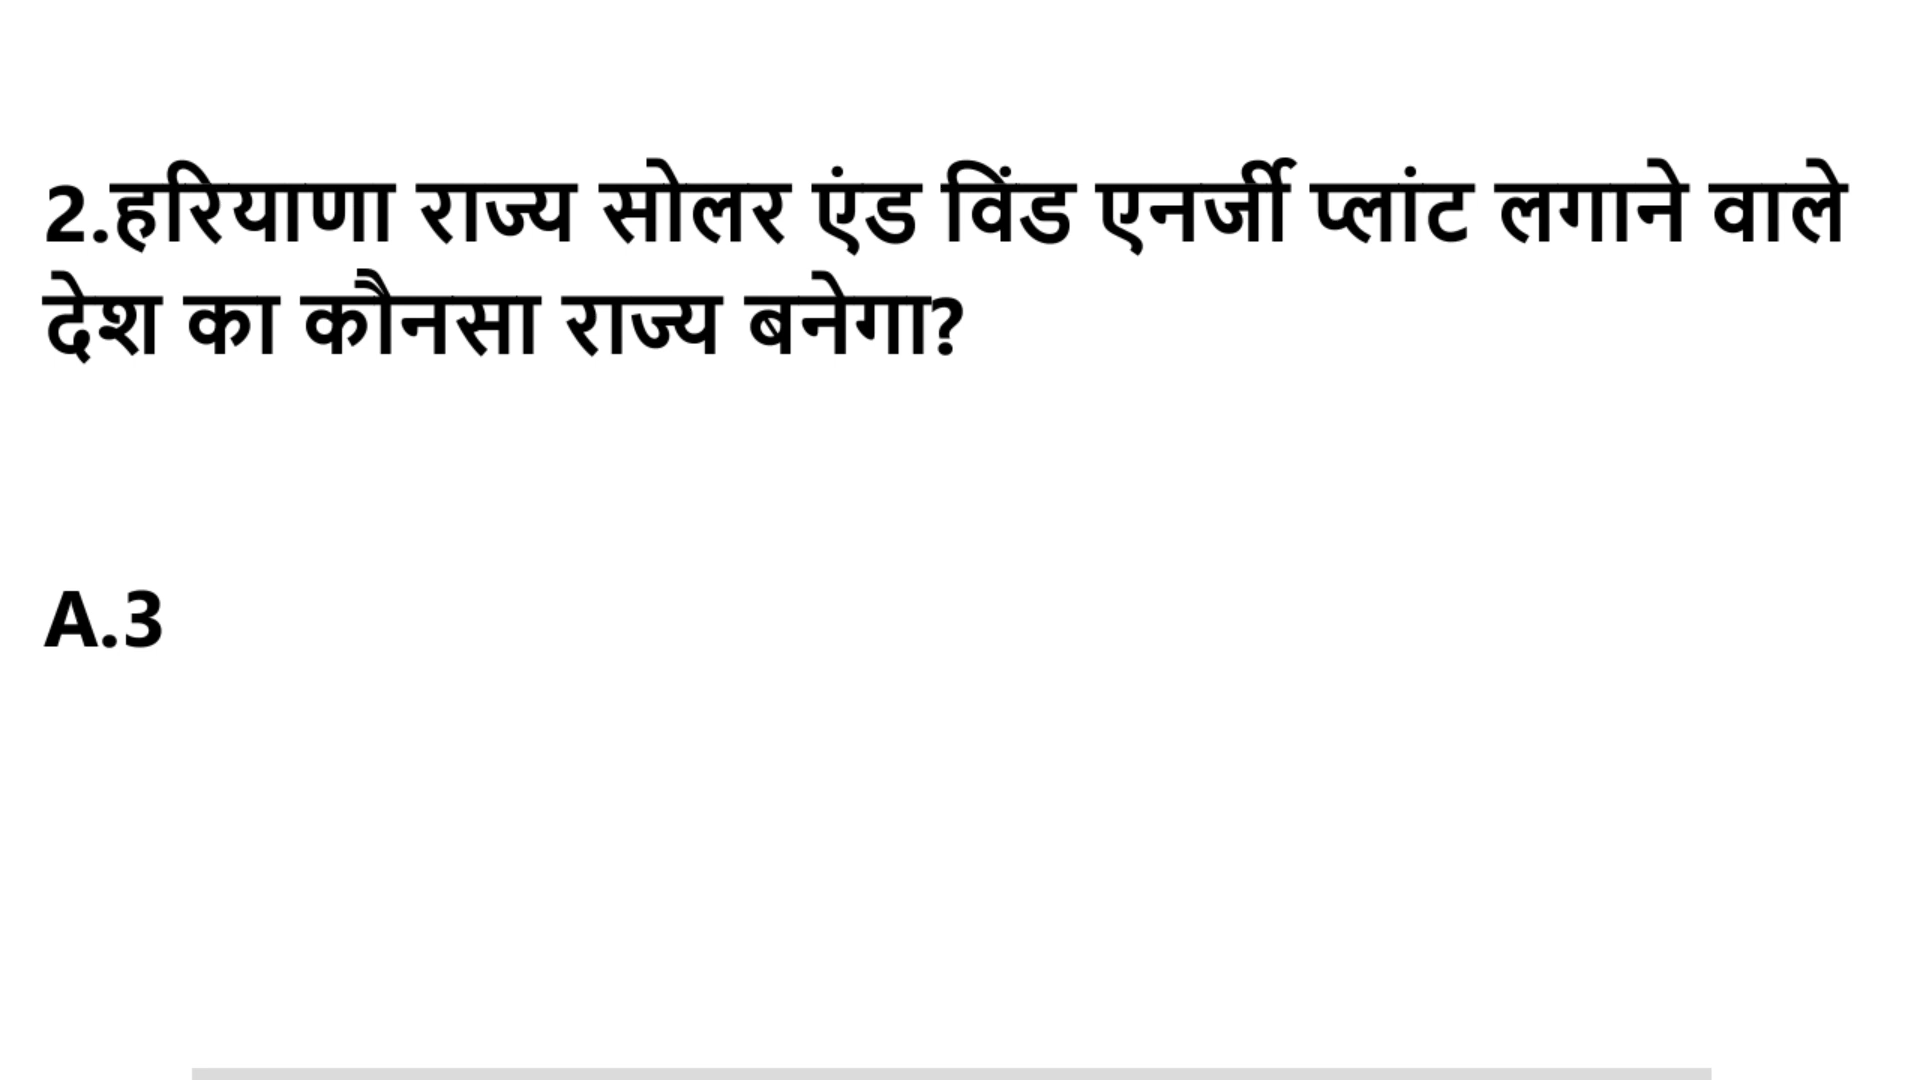 2.हरियाणा राज्य सोलर एंड विंड एनर्जी प्लांट लगाने वाले
देश का कौनसा राज्य बनेगा?
A.3